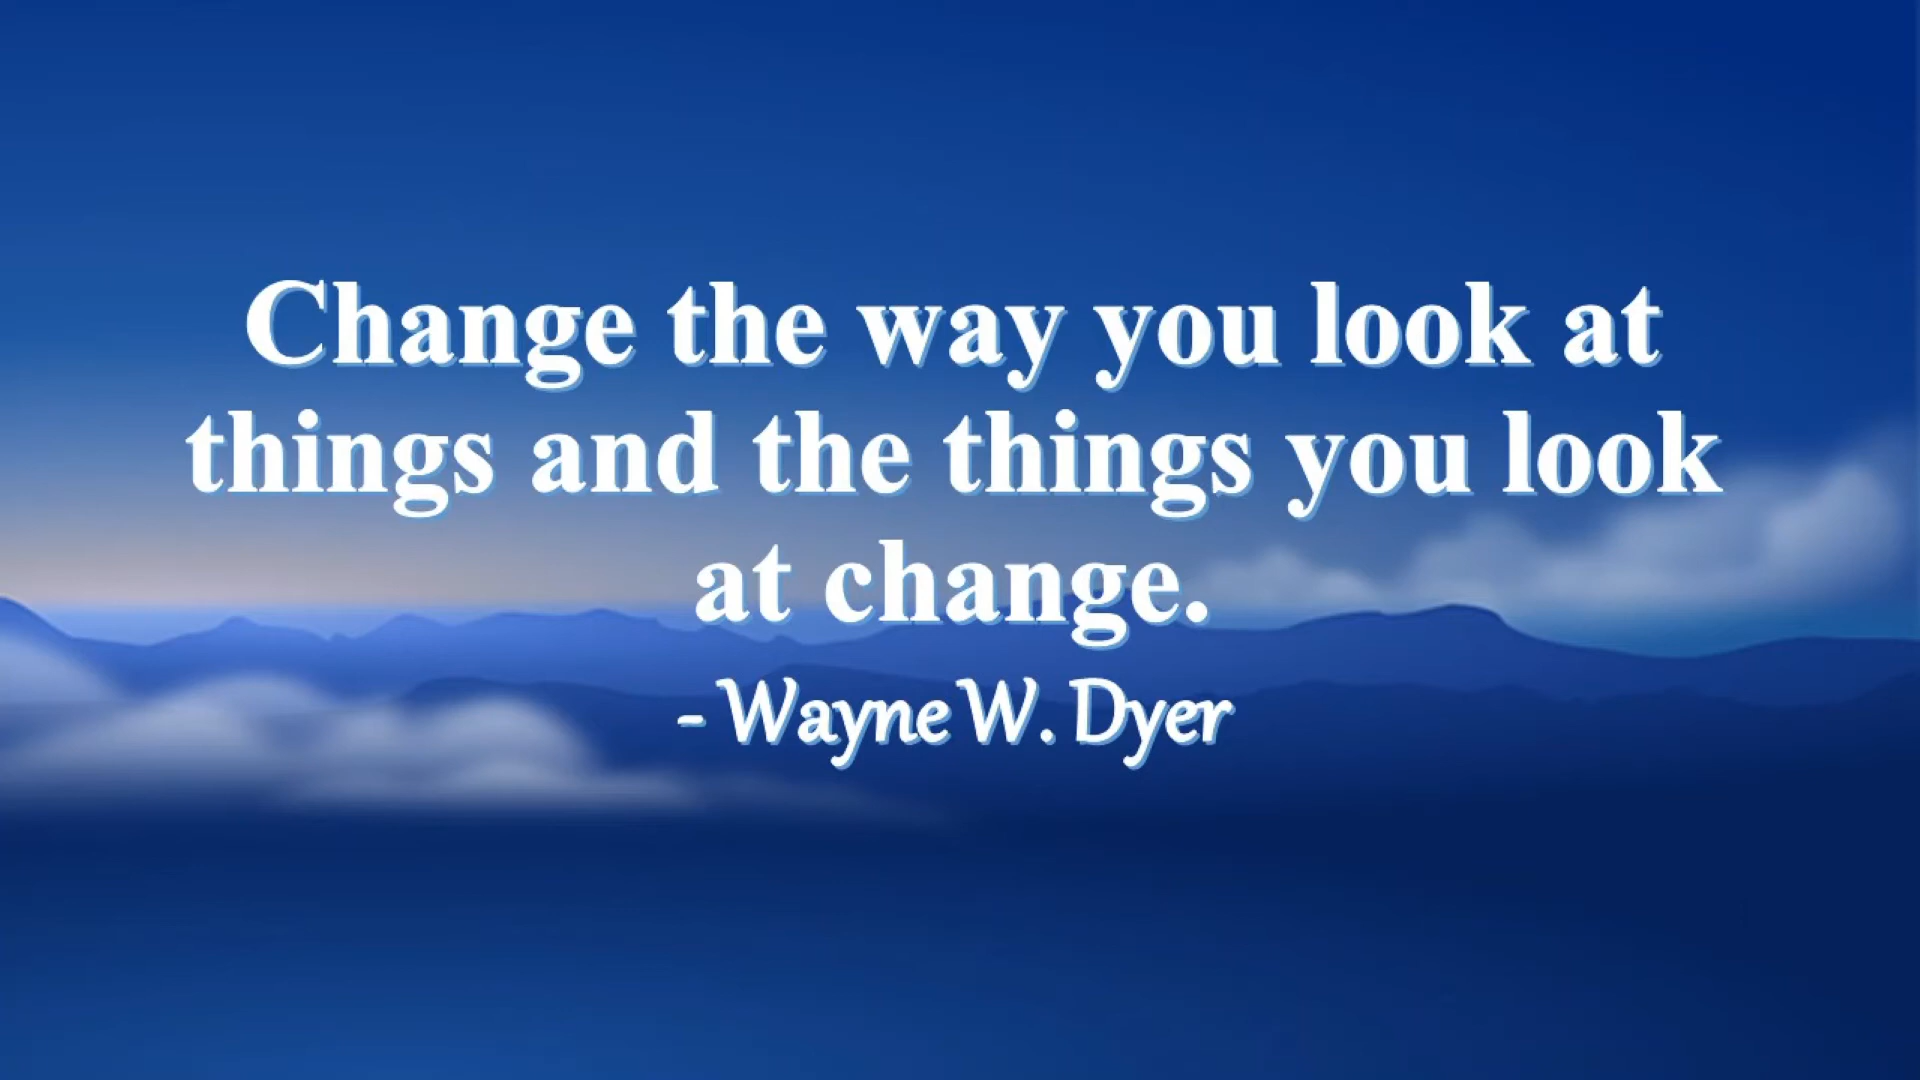 Change the way you look at
things and the things you look
at change.
- Wayne W. Dyer